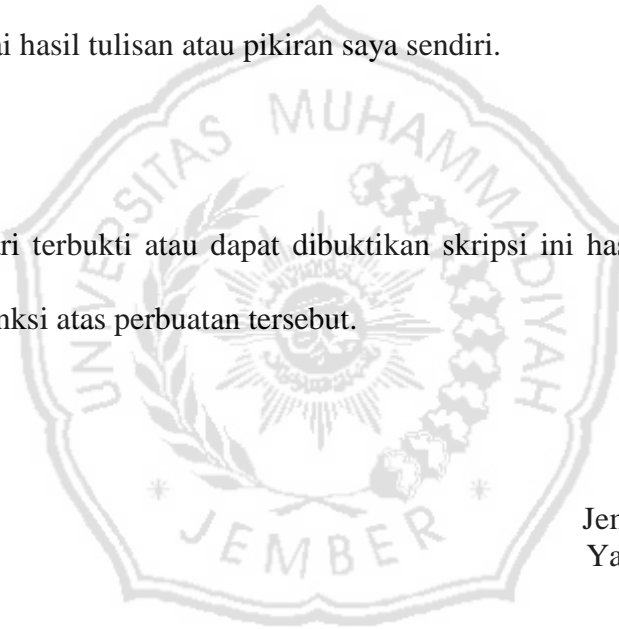 ai hasil tulisan atau pikiran saya sendiri.
UNIVERSITAS MUHAMMADIYAH
ri terbukti atau dapat dibuktikan skripsi ini has
nksi atas perbuatan tersebut.
JEMBER
Jem
Ya